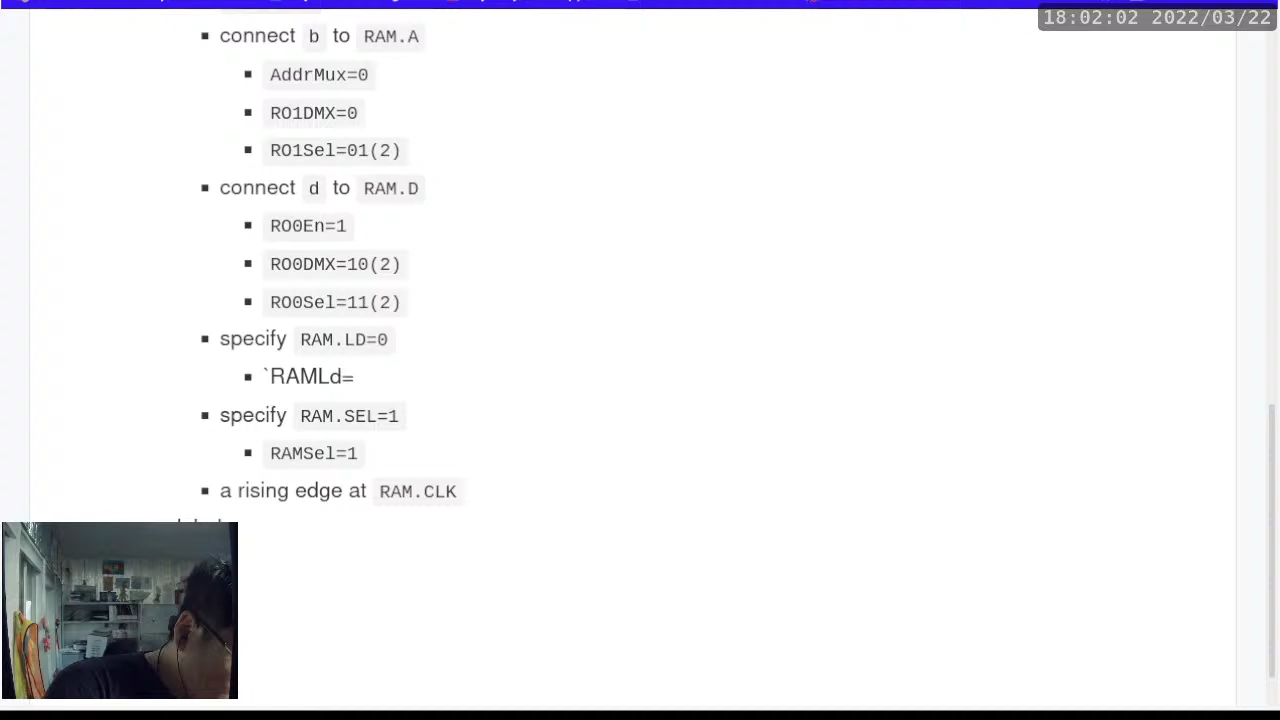 18:02:02 2022/03/22
connect b to RAM.A
AddrMux=0
RO1DMX=0
RO1Sel=01(2)
connect d to RAM.D
RO0En=1
RO0DMX=10(2)
RO0Sel=11(2)
specify RAM.LD=0
`RAMLd=
specify RAM.SEL=1
RAMSel=1
a rising edge at RAM.CLK